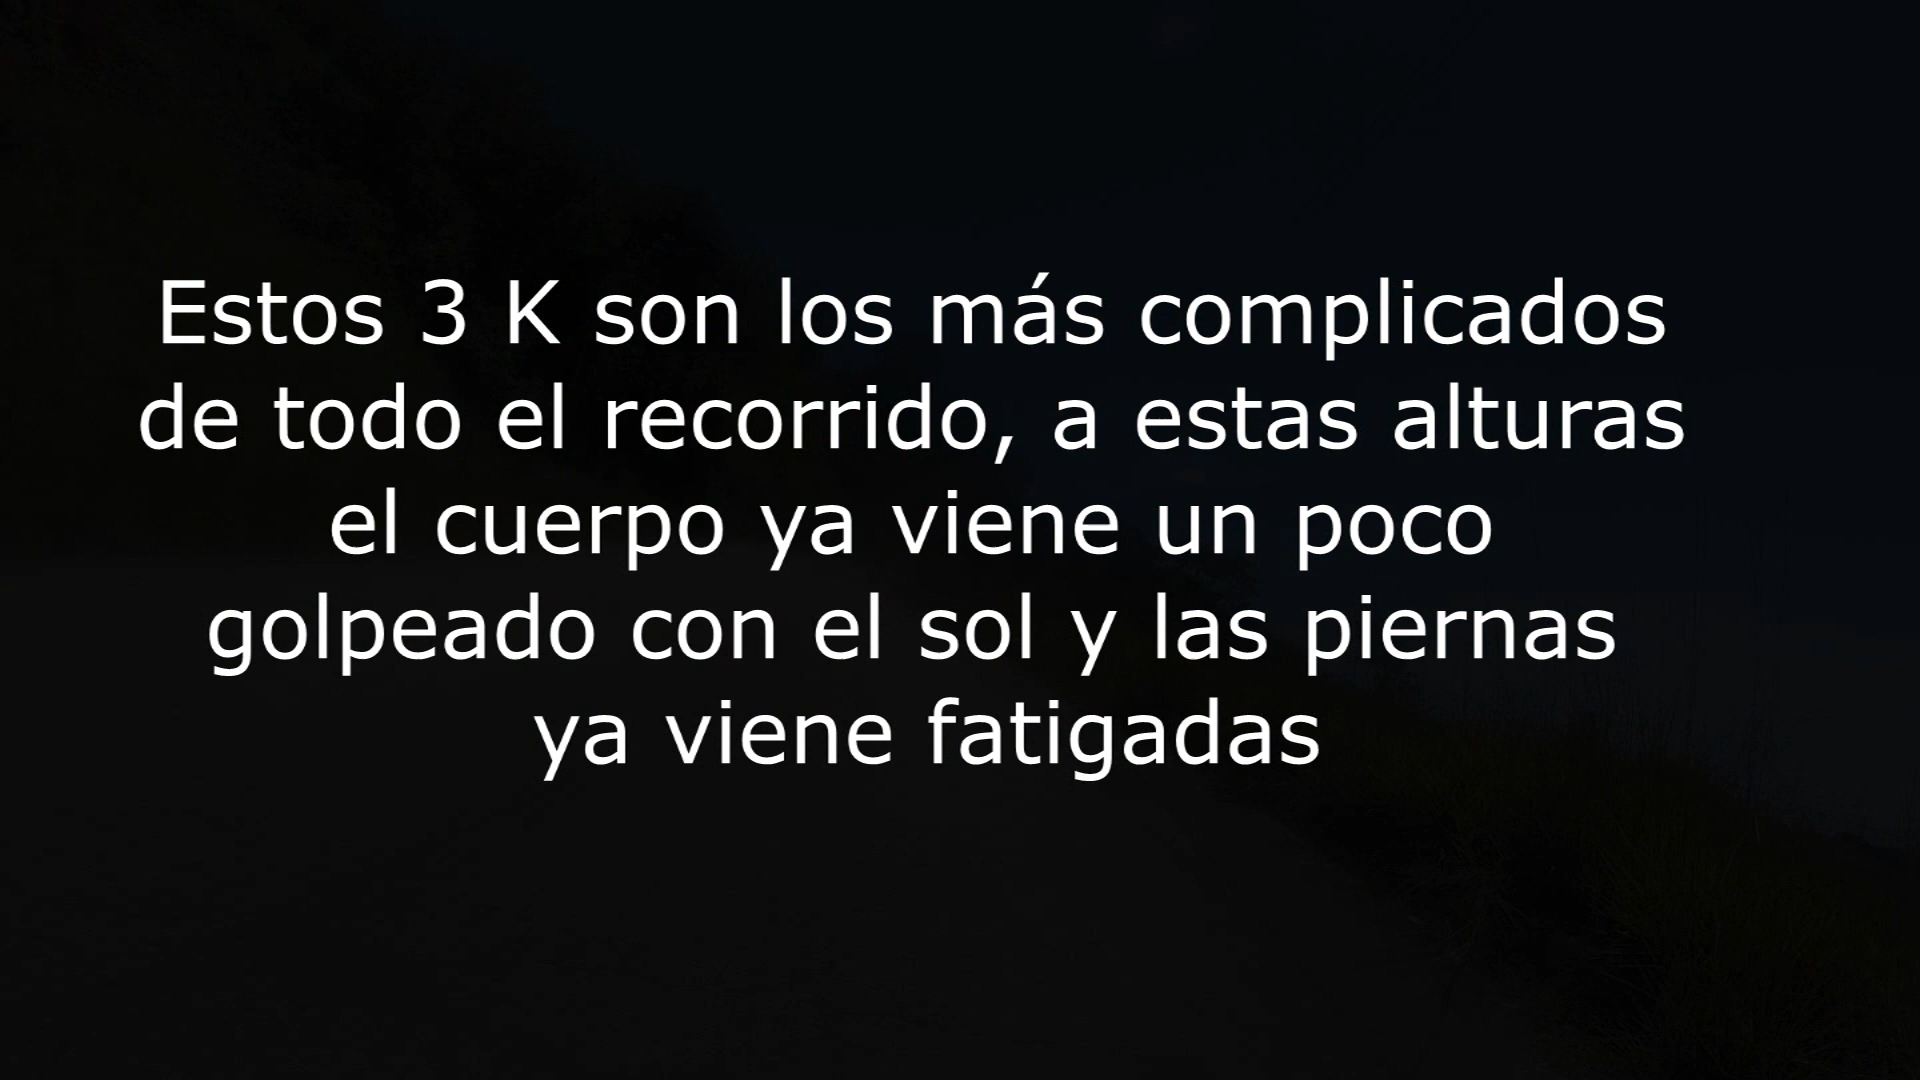 Estos 3 K son los más complicados
de todo el recorrido, a estas alturas
el cuerpo ya viene un poco
golpeado con el sol y las piernas
ya viene fatigadas